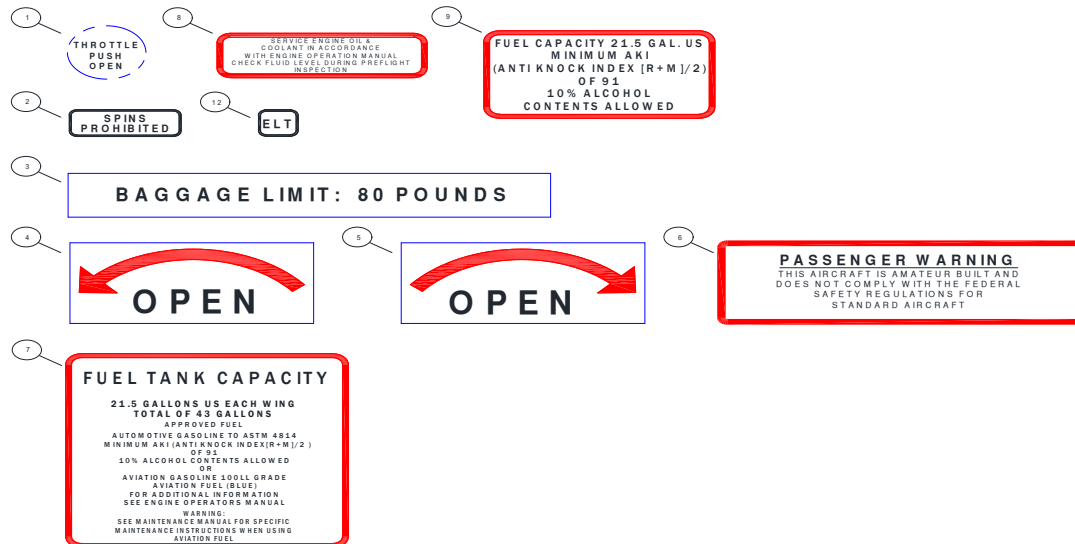 1
THROTTLE
PUSH
OPEN
8
SERVICE ENGINE OIL &
COOLANT IN ACCORDANCE
WITH ENGINE OPERATION MANUAL
CHECK FLUID LEVEL DURING PREFLIGHT
INSPECTION
9
FUEL CAPACITY 21.5 GAL. US
MINIMUM AKI
(ANTI KNOCK INDEX [R+M]/2)
OF 91
10% ALCOHOL
CONTENTS ALLOWED
2
SPINS
PROHIBITED
12
ELT
3
BAGGAGE LIMIT: 80 POUNDS
4
OPEN
5
OPEN
6
PASSENGER WARNING
THIS AIRCRAFT IS AMATEUR BUILT AND
DOES NOT COMPLY WITH THE FEDERAL
SAFETY REGULATIONS FOR
STANDARD AIRCRAFT
7
FUEL TANK CAPACITY
21.5 GALLONS US EACH WING
TOTAL OF 43 GALLONS
APPROVED FUEL
AUTOMOTIVE GASOLINE TO ASTM 4814
MINIMUM AKI (ANTI KNOCK INDEX[R+M]/2 )
OF 91
10% ALCOHOL CONTENTS ALLOWED
OR
AVIATION GASOLINE 100LL GRADE
AVIATION FUEL (BLUE)
FOR ADDITIONAL INFORMATION
SEE ENGINE OPERATORS MANUAL
WARNING:
SEE MAINTENANCE MANUAL FOR SPECIFIC
MAINTENANCE INSTRUCTIONS WHEN USING
AVIATION FUEL